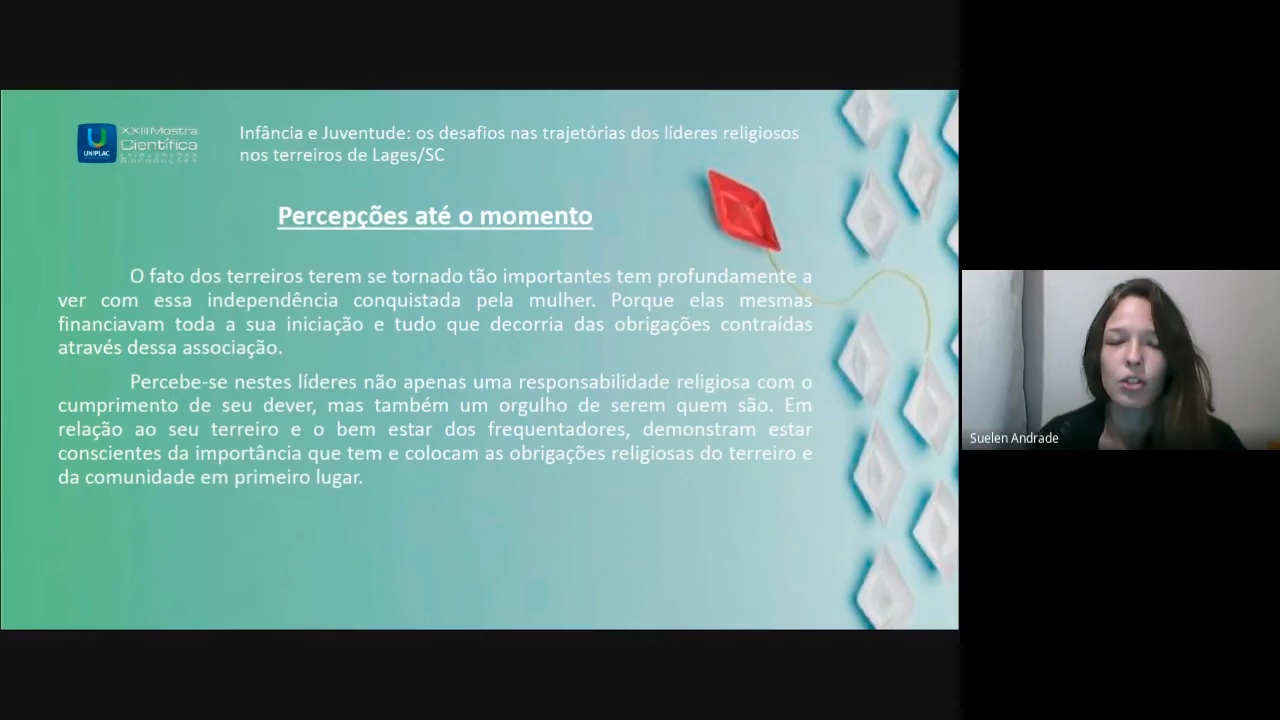 UNIPLAC
XXIII Mostra
Científica
Infância e Juventude: os desafios nas trajetórias dos líderes religiosos
nos terreiros de Lages/SC
Percepções até o momento
O fato dos terreiros terem se tornado tão importantes tem profundamente a
ver com essa independência conquistada pela mulher. Porque elas mesmas
financiavam toda a sua iniciação e tudo que decorria das obrigações contraídas
através dessa associação.
Percebe-se nestes líderes não apenas uma responsabilidade religiosa com o
cumprimento de seu dever, mas também um orgulho de serem quem são. Em
relação ao seu terreiro e o bem estar dos frequentadores, demonstram estar
conscientes da importância que tem e colocam as obrigações religiosas do terreiro e
da comunidade em primeiro lugar.
Suelen Andrade